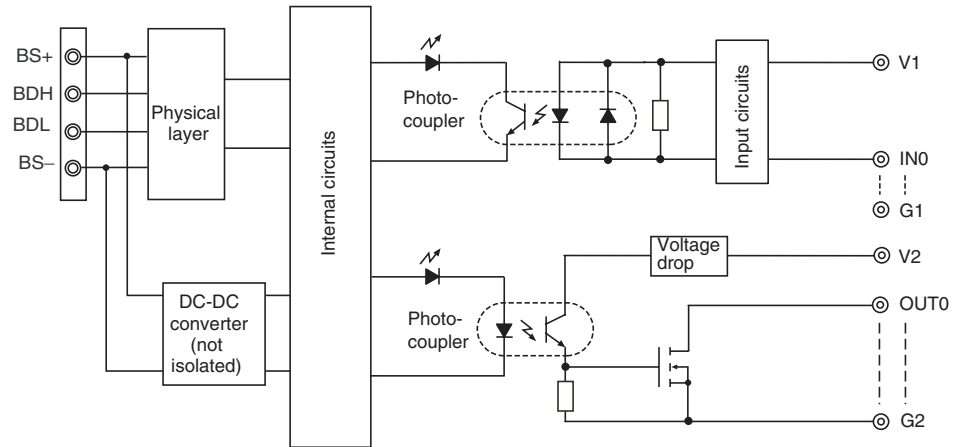 BS+
BDH
BDL
BS−
Physical
layer
DC-DC
converter
(not
isolated)
Internal circuits
Photo-
coupler
Input circuits
V1
IN0
G1
Photo-
coupler
Voltage
drop
V2
OUT0
G2